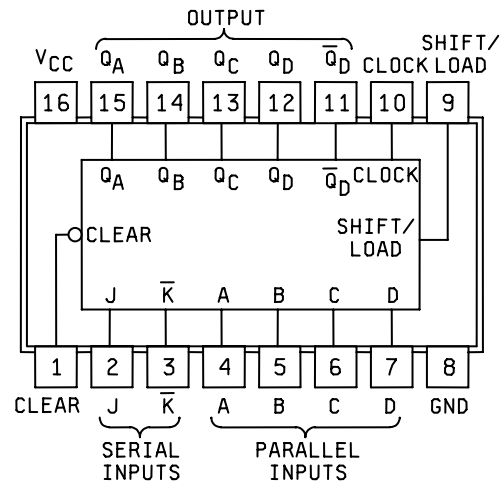 OUTPUT
VCC QA QB QC QD Q̅D CLOCK SHIFT/LOAD
16 15 14 13 12 11 10 9
QA QB QC QD Q̅D CLOCK
CLEAR
SHIFT/
LOAD
J K̅ A B C D
1 2 3 4 5 6 7 8
CLEAR J K̅ A B C D GND
SERIAL
INPUTS
PARALLEL
INPUTS